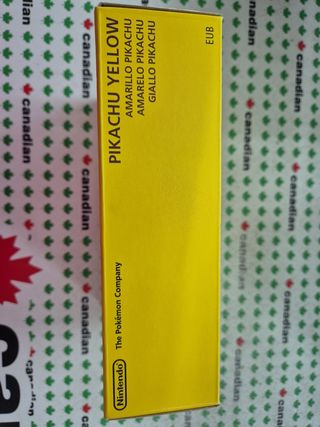 PIKACHU YELLOW
AMARILLO PIKACHU
AMARELO PIKACHU
GIALLO PIKACHU
EUB
Nintendo
The Pokémon Company
canadian
canadian
canadian
canadian
canadian
canadian
canadian
canadian